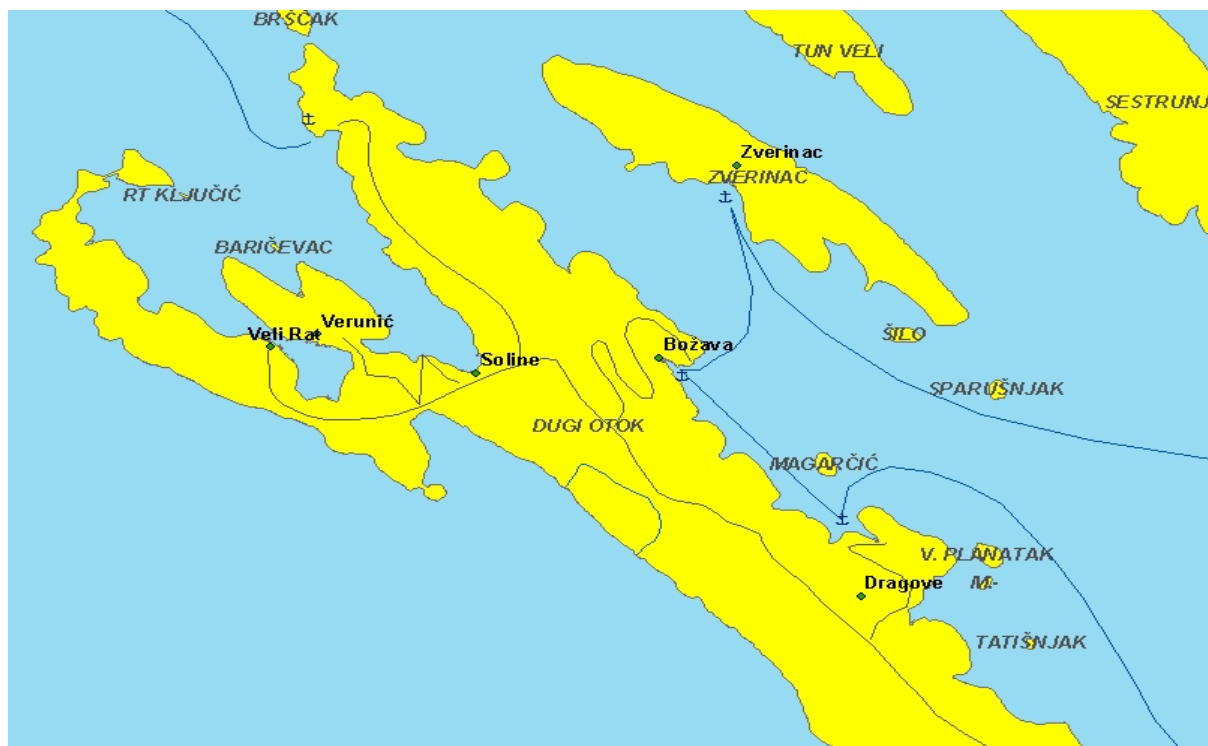 BRŠČAK
TUN VELI
SESTRUNJ
Zverinac
ZVERINAC
RT KLJUČIĆ
BARIČEVAC
Verunić
Veli Rat
Soline
Božava
ŠILO
SPARUŠNJAK
DUGI OTOK
MAGARČIĆ
V. PLANATAK
Dragove
M.-
TATIŠNJAK